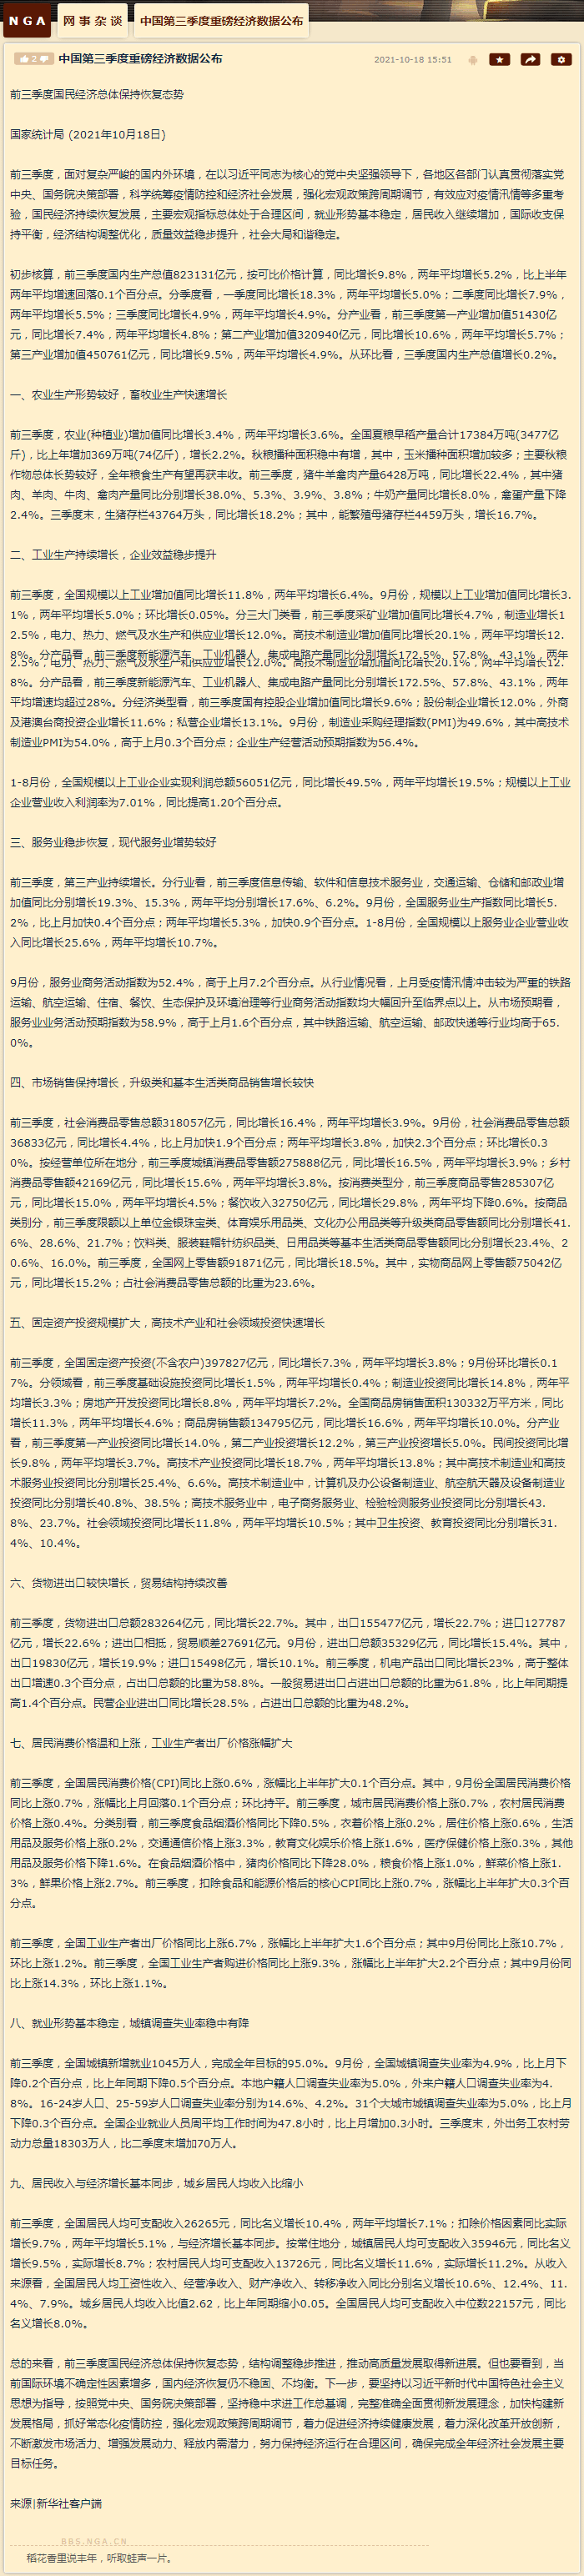 NGA
网事杂谈
中国第三季度重磅经济数据公布
2
中国第三季度重磅经济数据公布
2021-10-18 15:51
前三季度国民经济总体保持恢复态势
国家统计局 (2021年10月18日)
前三季度，面对复杂严峻的国内外环境，在以习近平同志为核心的党中央坚强领导下，各地区各部门认真贯彻落实党
中央、国务院决策部署，科学统筹疫情防控和经济社会发展，强化宏观政策跨周期调节，有效应对疫情汛情等多重考
验，国民经济持续恢复发展，主要宏观指标总体处于合理区间，就业形势基本稳定，居民收入继续增加，国际收支保
持平衡，经济结构调整优化，质量效益稳步提升，社会大局和谐稳定。
初步核算，前三季度国内生产总值823131亿元，按可比价格计算，同比增长9.8%，两年平均增长5.2%，比上半年
两年平均增速回落0.1个百分点。分季度看，一季度同比增长18.3%，两年平均增长5.0%；二季度同比增长7.9%，
两年平均增长5.5%；三季度同比增长4.9%，两年平均增长4.9%。分产业看，前三季度第一产业增加值51430亿
元，同比增长7.4%，两年平均增长4.8%；第二产业增加值320940亿元，同比增长10.6%，两年平均增长5.7%；
第三产业增加值450761亿元，同比增长9.5%，两年平均增长4.9%。从环比看，三季度国内生产总值增长0.2%。
一、农业生产形势较好，畜牧业生产快速增长
前三季度，农业(种植业)增加值同比增长3.4%，两年平均增长3.6%。全国夏粮早稻产量合计17384万吨(3477亿
斤)，比上年增加369万吨(74亿斤)，增长2.2%。秋粮播种面积稳中有增，其中，玉米播种面积增加较多；主要秋粮
作物总体长势较好，全年粮食生产有望再获丰收。前三季度，猪牛羊禽肉产量6428万吨，同比增长22.4%，其中猪
肉、羊肉、牛肉、禽肉产量同比分别增长38.0%、5.3%、3.9%、3.8%；牛奶产量同比增长8.0%，禽蛋产量下降
2.4%。三季度末，生猪存栏43764万头，同比增长18.2%；其中，能繁殖母猪存栏4459万头，增长16.7%。
二、工业生产持续增长，企业效益稳步提升
前三季度，全国规模以上工业增加值同比增长11.8%，两年平均增长6.4%。9月份，规模以上工业增加值同比增长3.
1%，两年平均增长5.0%；环比增长0.05%。分三大门类看，前三季度采矿业增加值同比增长4.7%，制造业增长1
2.5%，电力、热力、燃气及水生产和供应业增长12.0%。高技术制造业增加值同比增长20.1%，两年平均增长12.
8%。分产品看，前三季度新能源汽车、工业机器人、集成电路产量同比分别增长172.5%、57.8%、43.1%，两年
2.5%，电力、热力、燃气及水生产和供应业增长12.0%。高技术制造业增加值同比增长20.1%，两年平均增长12.
8%。分产品看，前三季度新能源汽车、工业机器人、集成电路产量同比分别增长172.5%、57.8%、43.1%，两年
平均增速均超过28%。分经济类型看，前三季度国有控股企业增加值同比增长9.6%；股份制企业增长12.0%，外商
及港澳台商投资企业增长11.6%；私营企业增长13.1%。9月份，制造业采购经理指数(PMI)为49.6%，其中高技术
制造业PMI为54.0%，高于上月0.3个百分点；企业生产经营活动预期指数为56.4%。
1-8月份，全国规模以上工业企业实现利润总额56051亿元，同比增长49.5%，两年平均增长19.5%；规模以上工业
企业营业收入利润率为7.01%，同比提高1.20个百分点。
三、服务业稳步恢复，现代服务业增势较好
前三季度，第三产业持续增长。分行业看，前三季度信息传输、软件和信息技术服务业，交通运输、仓储和邮政业增
加值同比分别增长19.3%、15.3%，两年平均分别增长17.6%、6.2%。9月份，全国服务业生产指数同比增长5.
2%，比上月加快0.4个百分点；两年平均增长5.3%，加快0.9个百分点。1-8月份，全国规模以上服务业企业营业收
入同比增长25.6%，两年平均增长10.7%。
9月份，服务业商务活动指数为52.4%，高于上月7.2个百分点。从行业情况看，上月受疫情汛情冲击较为严重的铁路
运输、航空运输、住宿、餐饮、生态保护及环境治理等行业商务活动指数均大幅回升至临界点以上。从市场预期看，
服务业业务活动预期指数为58.9%，高于上月1.6个百分点，其中铁路运输、航空运输、邮政快递等行业均高于65.
0%。
四、市场销售保持增长，升级类和基本生活类商品销售增长较快
前三季度，社会消费品零售总额318057亿元，同比增长16.4%，两年平均增长3.9%。9月份，社会消费品零售总额
36833亿元，同比增长4.4%，比上月加快1.9个百分点；两年平均增长3.8%，加快2.3个百分点；环比增长0.3
0%。按经营单位所在地分，前三季度城镇消费品零售额275888亿元，同比增长16.5%，两年平均增长3.9%；乡村
消费品零售额42169亿元，同比增长15.6%，两年平均增长3.8%。按消费类型分，前三季度商品零售285307亿
元，同比增长15.0%，两年平均增长4.5%；餐饮收入32750亿元，同比增长29.8%，两年平均下降0.6%。按商品
类别分，前三季度限额以上单位金银珠宝类、体育娱乐用品类、文化办公用品类等升级类商品零售额同比分别增长41.
6%、28.6%、21.7%；饮料类、服装鞋帽针纺织品类、日用品类等基本生活类商品零售额同比分别增长23.4%、2
0.6%、16.0%。前三季度，全国网上零售额91871亿元，同比增长18.5%。其中，实物商品网上零售额75042亿
元，同比增长15.2%；占社会消费品零售总额的比重为23.6%。
五、固定资产投资规模扩大，高技术产业和社会领域投资快速增长
前三季度，全国固定资产投资(不含农户)397827亿元，同比增长7.3%，两年平均增长3.8%；9月份环比增长0.1
7%。分领域看，前三季度基础设施投资同比增长1.5%，两年平均增长0.4%；制造业投资同比增长14.8%，两年平
均增长3.3%；房地产开发投资同比增长8.8%，两年平均增长7.2%。全国商品房销售面积130332万平方米，同比增
长11.3%，两年平均增长4.6%；商品房销售额134795亿元，同比增长16.6%，两年平均增长10.0%。分产业
看，前三季度第一产业投资同比增长14.0%，第二产业投资增长12.2%，第三产业投资增长5.0%。民间投资同比增
长9.8%，两年平均增长3.7%。高技术产业投资同比增长18.7%，两年平均增长13.8%；其中高技术制造业和高技
术服务业投资同比分别增长25.4%、6.6%。高技术制造业中，计算机及办公设备制造业、航空航天器及设备制造业
投资同比分别增长40.8%、38.5%；高技术服务业中，电子商务服务业、检验检测服务业投资同比分别增长43.
8%、23.7%。社会领域投资同比增长11.8%，两年平均增长10.5%；其中卫生投资、教育投资同比分别增长31.
4%、10.4%。
六、货物进出口较快增长，贸易结构持续改善
前三季度，货物进出口总额283264亿元，同比增长22.7%。其中，出口155477亿元，增长22.7%；进口127787
亿元，增长22.6%；进出口相抵，贸易顺差27691亿元。9月份，进出口总额35329亿元，同比增长15.4%。其中，
出口19830亿元，增长19.9%；进口15498亿元，增长10.1%。前三季度，机电产品出口同比增长23%，高于整体
出口增速0.3个百分点，占出口总额的比重为58.8%。一般贸易进出口占进出口总额的比重为61.8%，比上年同期提
高1.4个百分点。民营企业进出口同比增长28.5%，占进出口总额的比重为48.2%。
七、居民消费价格温和上涨，工业生产者出厂价格涨幅扩大
前三季度，全国居民消费价格(CPI)同比上涨0.6%，涨幅比上半年扩大0.1个百分点。其中，9月份全国居民消费价格
同比上涨0.7%，涨幅比上月回落0.1个百分点；环比持平。前三季度，城市居民消费价格上涨0.7%，农村居民消费
价格上涨0.4%。分类别看，前三季度食品烟酒价格同比下降0.5%，衣着价格上涨0.2%，居住价格上涨0.6%，生活
用品及服务价格上涨0.2%，交通通信价格上涨3.3%，教育文化娱乐价格上涨1.6%，医疗保健价格上涨0.3%，其他
用品及服务价格下降1.6%。在食品烟酒价格中，猪肉价格同比下降28.0%，粮食价格上涨1.0%，鲜菜价格上涨1.
3%，鲜果价格上涨2.7%。前三季度，扣除食品和能源价格后的核心CPI同比上涨0.7%，涨幅比上半年扩大0.3个百
分点。
前三季度，全国工业生产者出厂价格同比上涨6.7%，涨幅比上半年扩大1.6个百分点；其中9月份同比上涨10.7%，
环比上涨1.2%。前三季度，全国工业生产者购进价格同比上涨9.3%，涨幅比上半年扩大2.2个百分点；其中9月份同
比上涨14.3%，环比上涨1.1%。
八、就业形势基本稳定，城镇调查失业率稳中有降
前三季度，全国城镇新增就业1045万人，完成全年目标的95.0%。9月份，全国城镇调查失业率为4.9%，比上月下
降0.2个百分点，比上年同期下降0.5个百分点。本地户籍人口调查失业率为5.0%，外来户籍人口调查失业率为4.
8%。16-24岁人口、25-59岁人口调查失业率分别为14.6%、4.2%。31个大城市城镇调查失业率为5.0%，比上月
下降0.3个百分点。全国企业就业人员周平均工作时间为47.8小时，比上月增加0.3小时。三季度末，外出务工农村劳
动力总量18303万人，比二季度末增加70万人。
九、居民收入与经济增长基本同步，城乡居民人均收入比缩小
前三季度，全国居民人均可支配收入26265元，同比名义增长10.4%，两年平均增长7.1%；扣除价格因素同比实际
增长9.7%，两年平均增长5.1%，与经济增长基本同步。按常住地分，城镇居民人均可支配收入35946元，同比名义
增长9.5%，实际增长8.7%；农村居民人均可支配收入13726元，同比名义增长11.6%，实际增长11.2%。从收入
来源看，全国居民人均工资性收入、经营净收入、财产净收入、转移净收入同比分别名义增长10.6%、12.4%、11.
4%、7.9%。城乡居民人均收入比值2.62，比上年同期缩小0.05。全国居民人均可支配收入中位数22157元，同比
名义增长8.0%。
总的来看，前三季度国民经济总体保持恢复态势，结构调整稳步推进，推动高质量发展取得新进展。但也要看到，当
前国际环境不确定性因素增多，国内经济恢复仍不稳固、不均衡。下一步，要坚持以习近平新时代中国特色社会主义
思想为指导，按照党中央、国务院决策部署，坚持稳中求进工作总基调，完整准确全面贯彻新发展理念，加快构建新
发展格局，抓好常态化疫情防控，强化宏观政策跨周期调节，着力促进经济持续健康发展，着力深化改革开放创新，
不断激发市场活力、增强发展动力、释放内需潜力，努力保持经济运行在合理区间，确保完成全年经济社会发展主要
目标任务。
来源|新华社客户端
BBS.NGA.CN
稻花香里说丰年，听取蛙声一片。